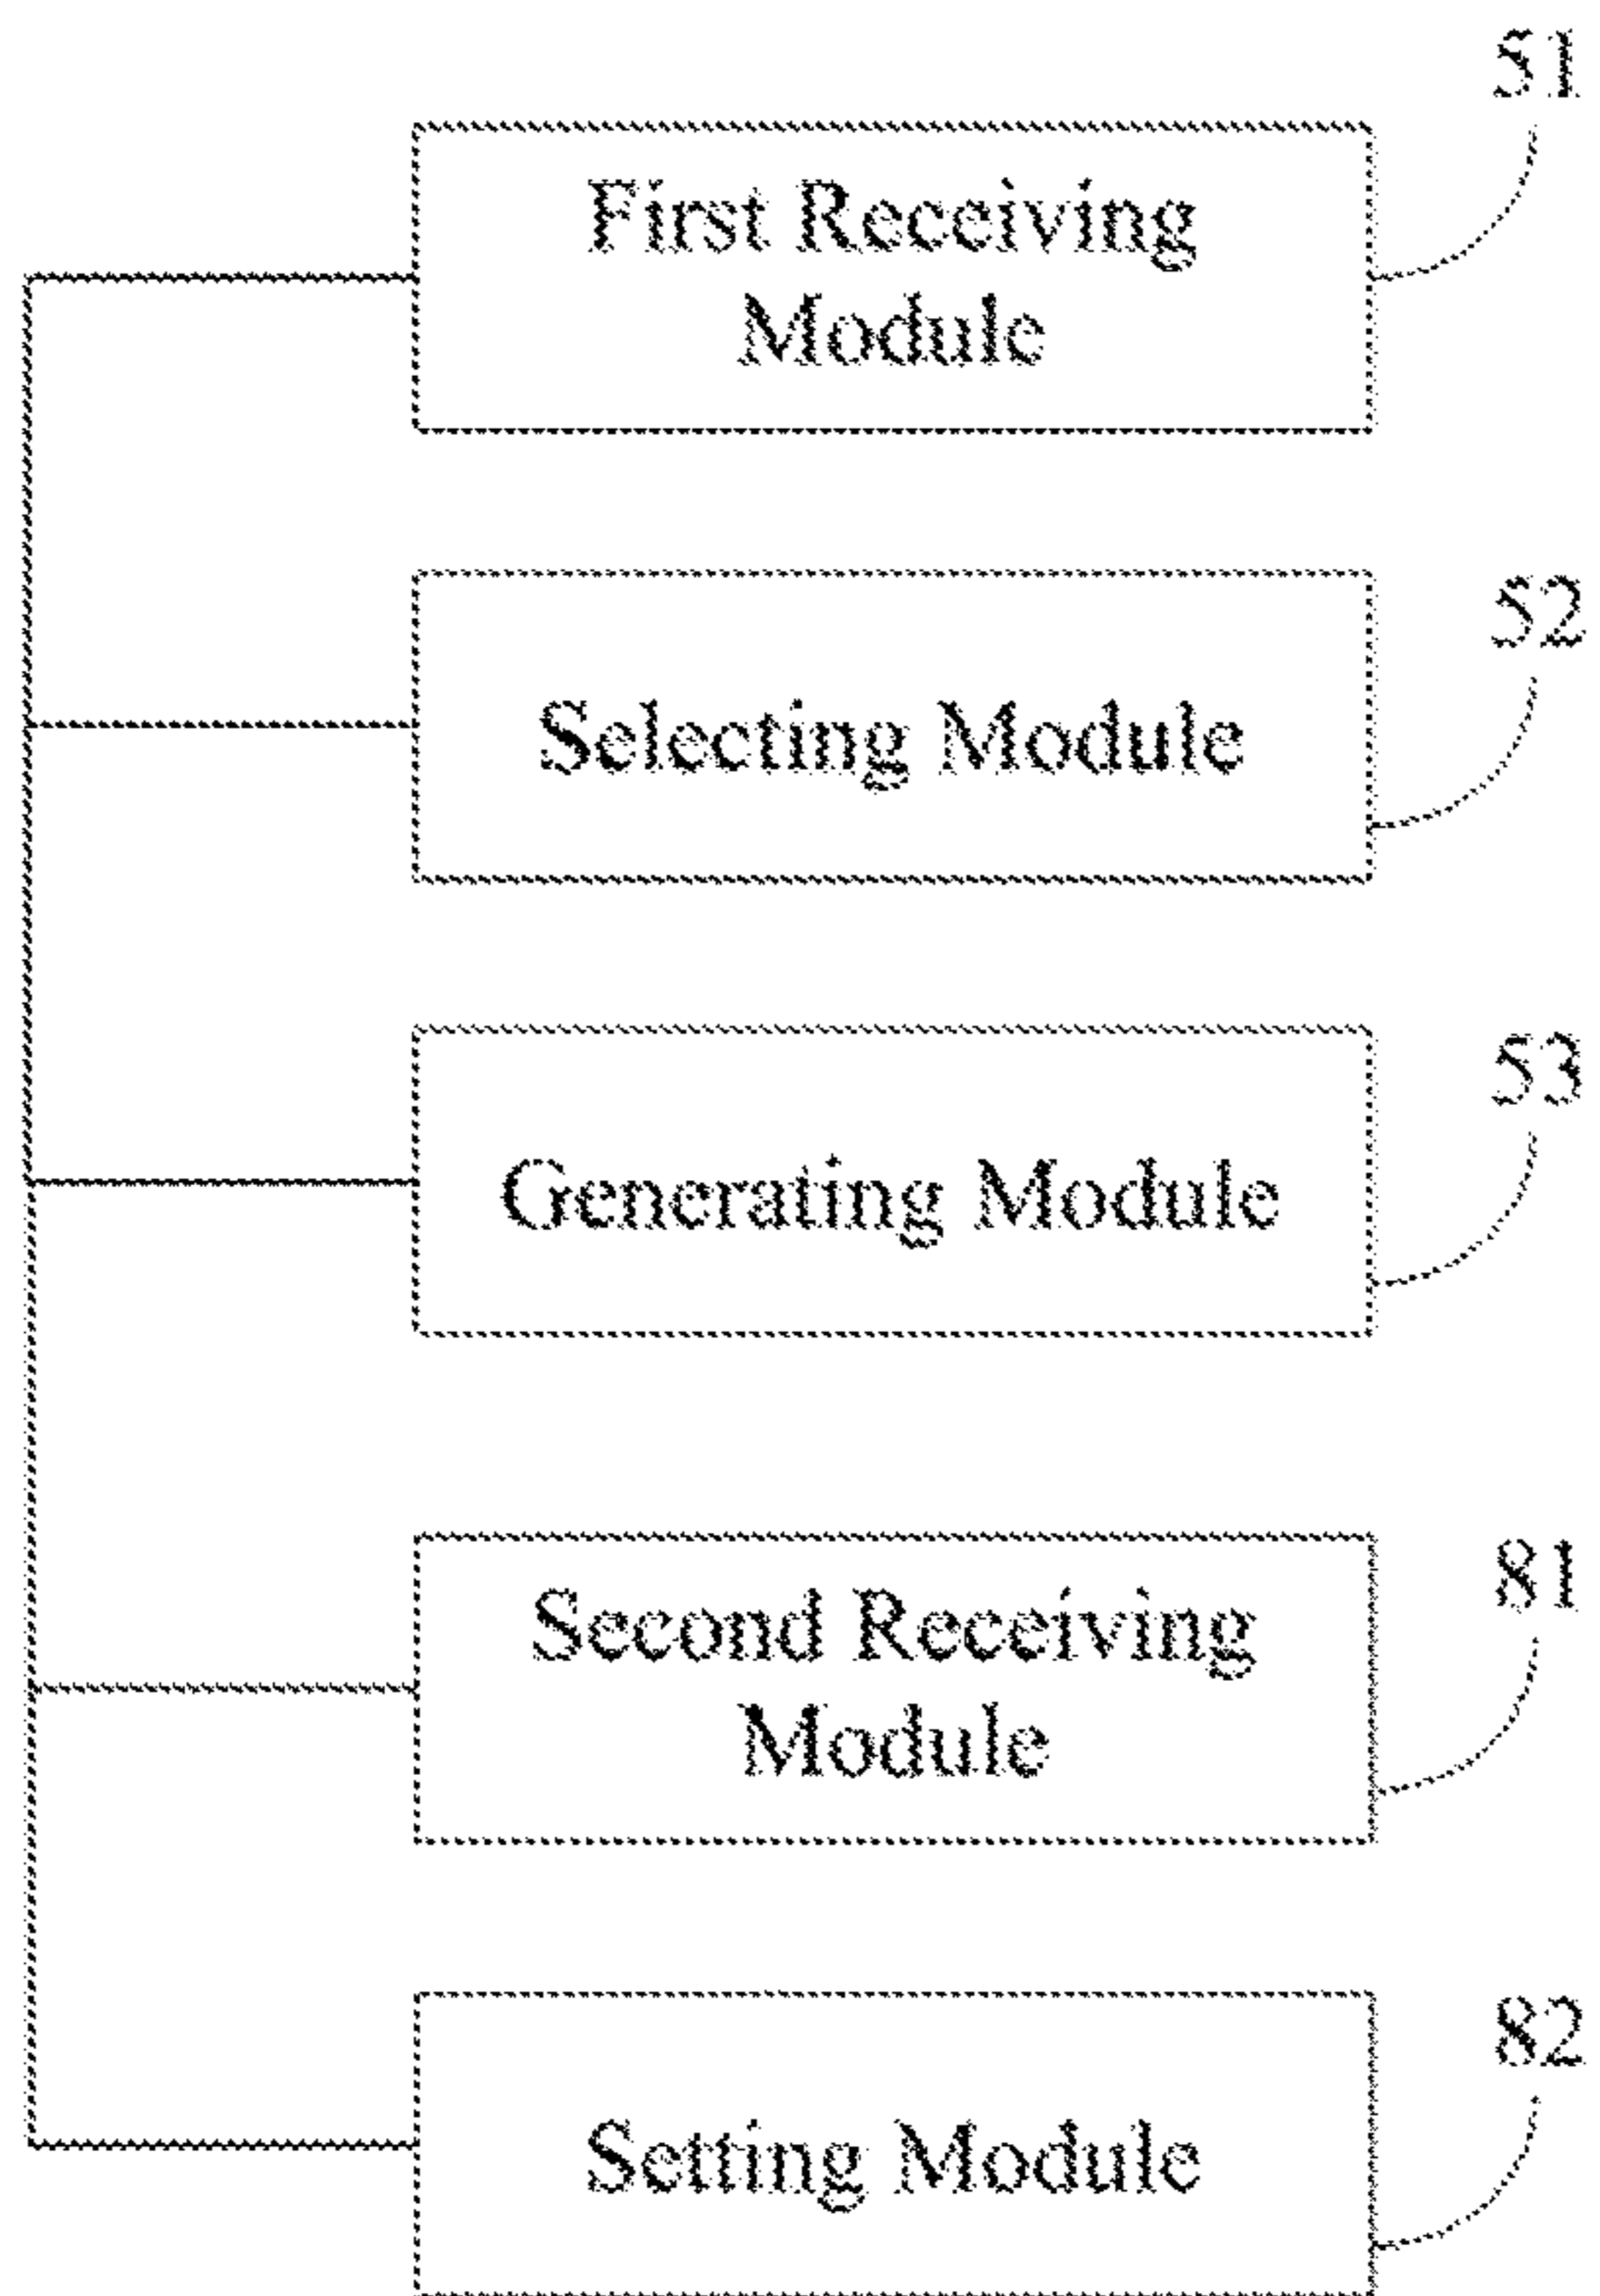 51
First Receiving
Module
52
Selecting Module
53
Generating Module
81
Second Receiving
Module
82
Setting Module